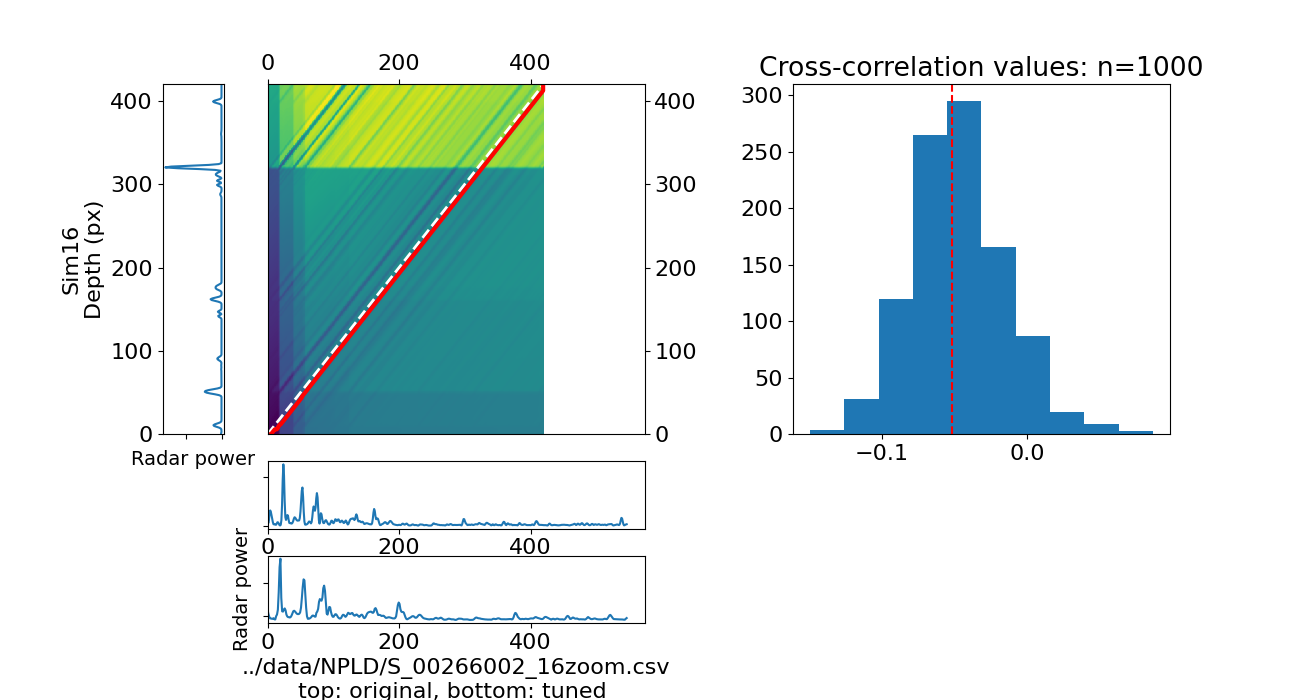 0 200 400
Cross-correlation values: n=1000
400
300
200
100
0
Sim16
Depth (px)
400
300
200
100
0
Radar power
300
250
200
150
100
50
0
−0.1 0.0
0 200 400
Radar power
0 200 400
../data/NPLD/S_00266002_16zoom.csv
top: original, bottom: tuned